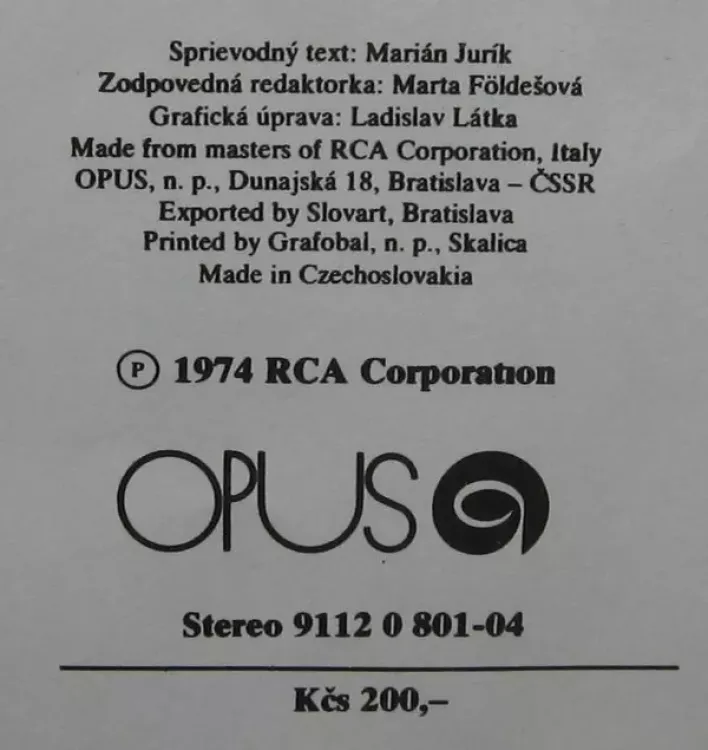 Sprievodný text: Marián Jurík
Zodpovedná redaktorka: Marta Földešová
Grafická úprava: Ladislav Látka
Made from masters of RCA Corporation, Italy
OPUS, n. p., Dunajská 18, Bratislava – ČSSR
Exported by Slovart, Bratislava
Printed by Grafobal, n. p., Skalica
Made in Czechoslovakia
Ⓟ 1974 RCA Corporation
OPUS
Stereo 9112 0 801-04
Kčs 200,–